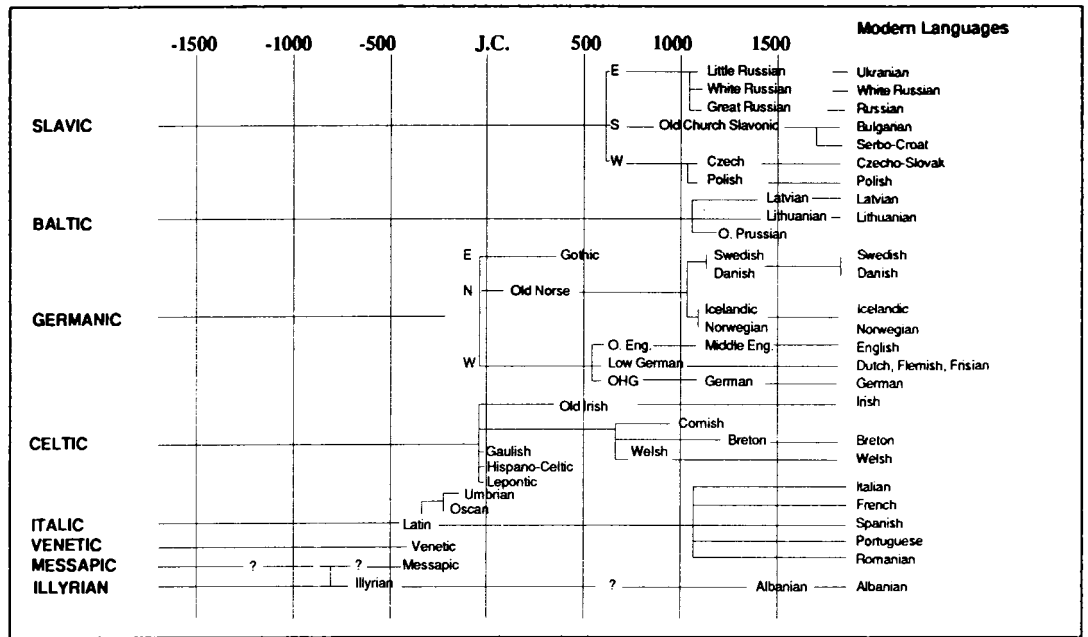 Modern Languages
-1500 -1000 -500 J.C. 500 1000 1500
E Little Russian Ukranian
White Russian White Russian
Great Russian Russian
SLAVIC S Old Church Slavonic Bulgarian
Serbo-Croat
W Czech Czecho-Slovak
Polish Polish
Latvian Latvian
BALTIC Lithuanian Lithuanian
O. Prussian
E Gothic Swedish Swedish
Danish Danish
N Old Norse
GERMANIC Icelandic Icelandic
Norwegian Norwegian
O. Eng. Middle Eng. English
W Low German Dutch, Flemish, Frisian
OHG German German
Old Irish Irish
Cornish
CELTIC Breton Breton
Gaulish Welsh Welsh
Hispano-Celtic
Lepontic
Umbrian Italian
Oscan French
ITALIC Latin Spanish
VENETIC Venetic Portuguese
MESSAPIC ? ? Messapic Romanian
ILLYRIAN Illyrian ? Albanian Albanian